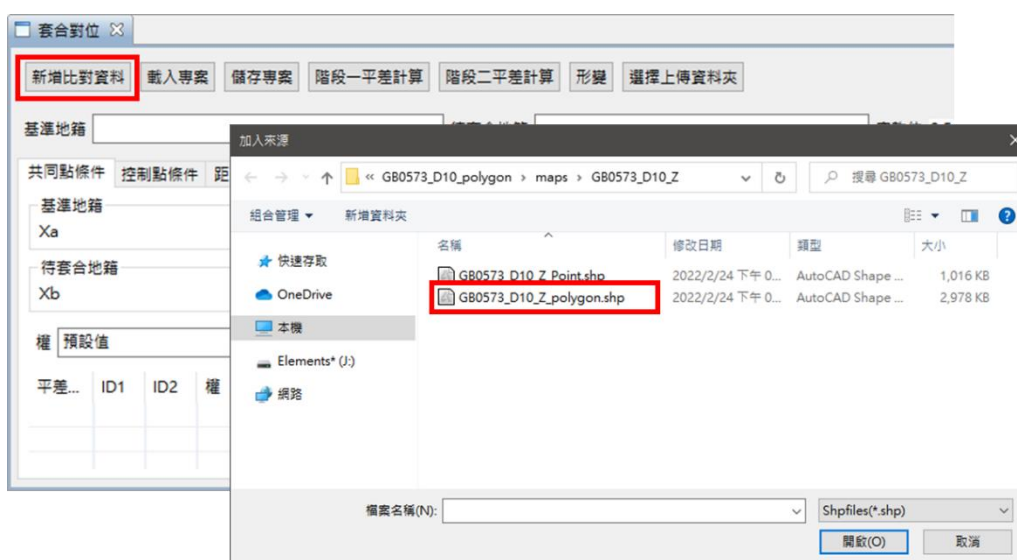 套合對位
新增比對資料 載入專案 儲存專案 階段一平差計算 階段二平差計算 形變 選擇上傳資料夾
基準地籍
加入來源
共同點條件 控制點條件 距
« GB0573_D10_polygon › maps › GB0573_D10_Z
搜尋 GB0573_D10_Z
基準地籍
Xa
待套合地籍
Xb
權 預設值
平差... ID1 ID2 權
組合管理 新增資料夾
快速存取
OneDrive
本機
Elements* (J:)
網路
名稱 修改日期 類型 大小
GB0573_D10_Z_Point.shp 2022/2/24 下午 0... AutoCAD Shape ... 1,016 KB
GB0573_D10_Z_polygon.shp 2022/2/24 下午 0... AutoCAD Shape ... 2,978 KB
檔案名稱(N): Shpfiles(*.shp)
開啟(O) 取消